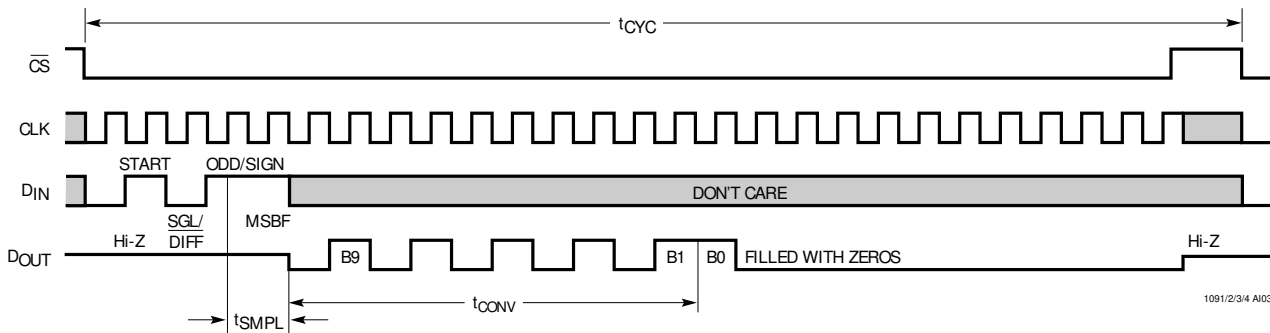 tCYC
CS
CLK
START ODD/SIGN
DIN
DON'T CARE
SGL/
DIFF
MSBF
Hi-Z
DOUT
B9
B1
B0
FILLED WITH ZEROS
Hi-Z
tCONV
tSMPL
1091/2/3/4 AI03